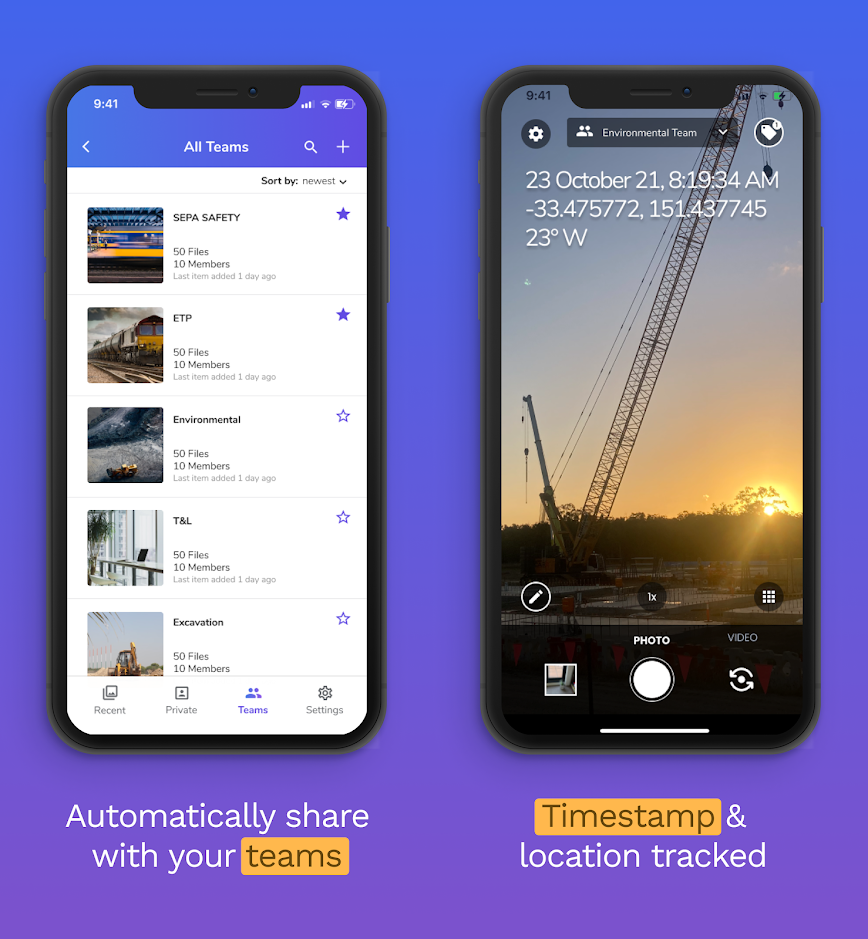 9:41
All Teams
Sort by: newest
SEPA SAFETY
50 Files
10 Members
Last item added 1 day ago
ETP
50 Files
10 Members
Last item added 1 day ago
Environmental
50 Files
10 Members
Last item added 1 day ago
T&L
50 Files
10 Members
Last item added 1 day ago
Excavation
50 Files
10 Members
Recent Private Teams Settings
Automatically share
with your teams
9:41
Environmental Team
1
23 October 21, 8:19:34 AM
-33.475772, 151.437745
23° W
1x
PHOTO VIDEO
Timestamp &
location tracked